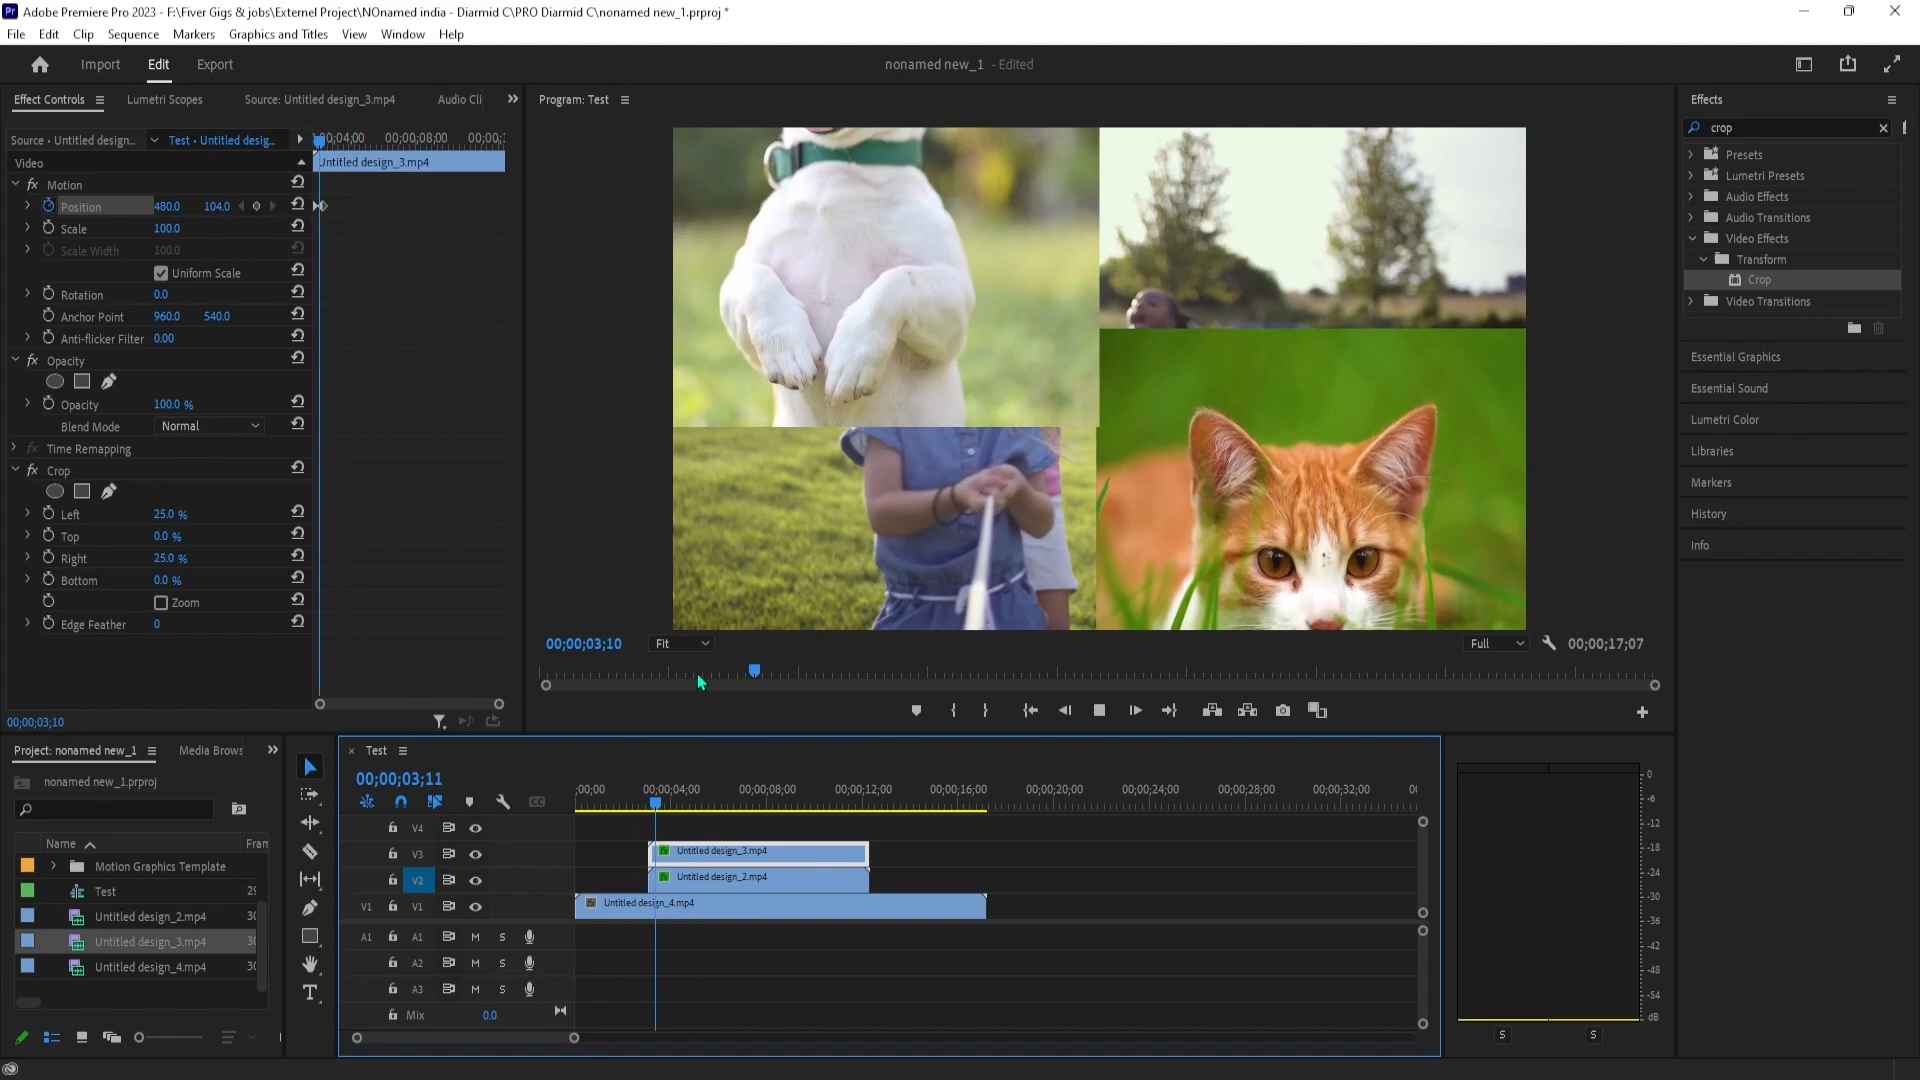 Adobe Premiere Pro 2023 - F:\Fiver Gigs & jobs\Externel Project\NOnamed india - Diarmid C\PRO Diarmid C\nonamed new_1.prproj *
File Edit Clip Sequence Markers Graphics and Titles View Window Help
Import Edit Export
nonamed new_1 - Edited
Effect Controls Lumetri Scopes Source: Untitled design_3.mp4 Audio Cli
Program: Test
Effects
crop
Source • Untitled design... Test • Untitled desig...
00;04;00 00;00;08;00 00;00;
Video
Untitled design_3.mp4
Motion
Position 480.0 104.0
Scale 100.0
Scale Width 100.0
Uniform Scale
Rotation 0.0
Anchor Point 960.0 540.0
Anti-flicker Filter 0.00
Opacity
Opacity 100.0 %
Blend Mode Normal
Time Remapping
Crop
Left 25.0 %
Top 0.0 %
Right 25.0 %
Bottom 0.0 %
Zoom
Edge Feather 0
00;00;03;10
00;00;03;10 Fit Full 00;00;17;07
Presets
Lumetri Presets
Audio Effects
Audio Transitions
Video Effects
Transform
Crop
Video Transitions
Essential Graphics
Essential Sound
Lumetri Color
Libraries
Markers
History
Info
Project: nonamed new_1 Media Brows
nonamed new_1.prproj
Name Fran
Motion Graphics Template
Test 29
Untitled design_2.mp4 30
Untitled design_3.mp4 30
Untitled design_4.mp4 30
Test
00;00;03;11
;00;00 00;00;04;00 00;00;08;00 00;00;12;00 00;00;16;00 00;00;20;00 00;00;24;00 00;00;28;00 00;00;32;00 00
V4
V3 Untitled design_3.mp4
V2 Untitled design_2.mp4
V1 V1 Untitled design_4.mp4
A1 A1 M S
A2 M S
A3 M S
Mix 0.0
0
-6
-12
-18
-24
-30
-36
-42
-48
-54
dB
S S